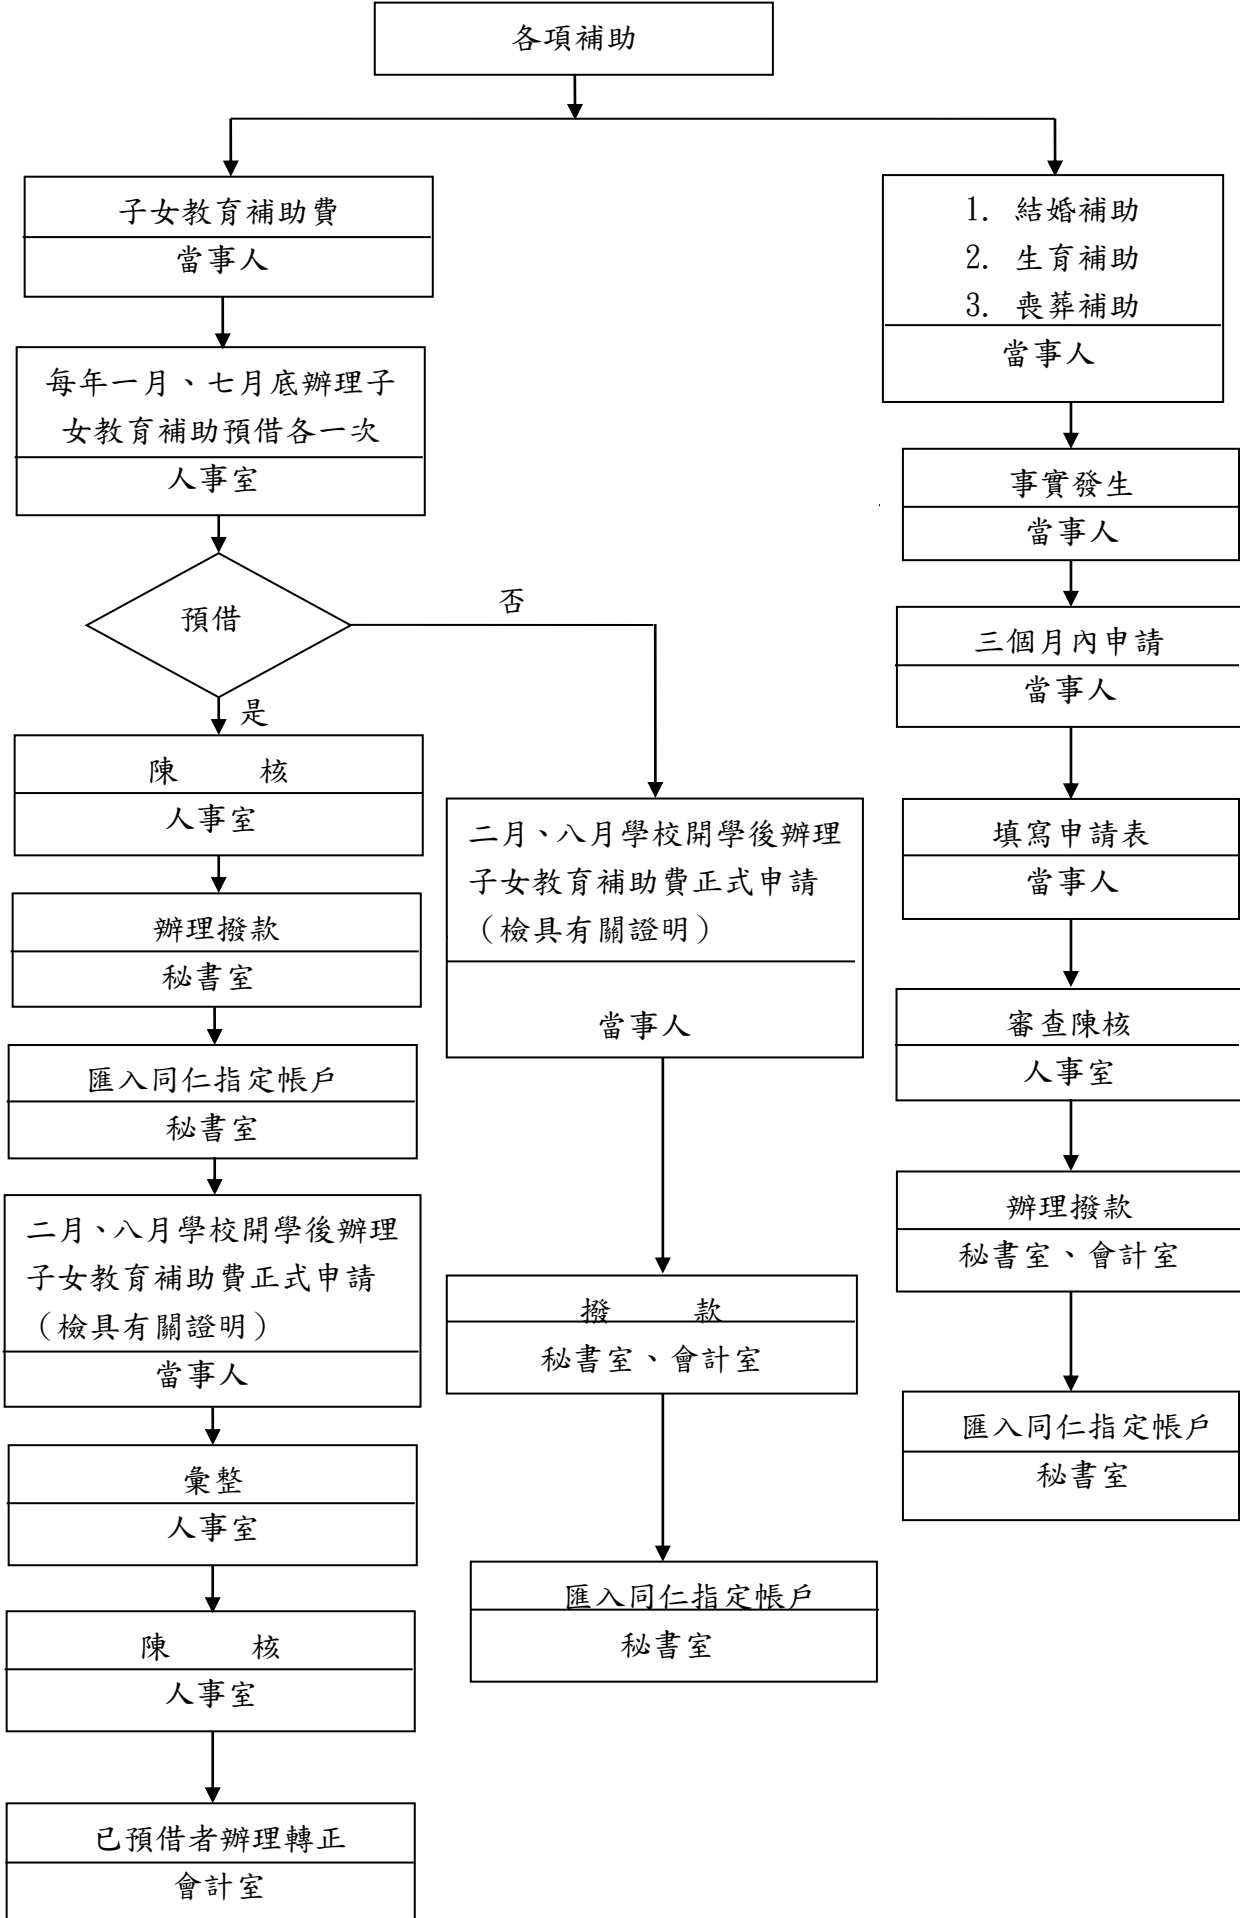 各項補助
子女教育補助費
當事人
每年一月、七月底辦理子
女教育補助預借各一次
人事室
預借
否
是
陳　　核
人事室
辦理撥款
秘書室
匯入同仁指定帳戶
秘書室
二月、八月學校開學後辦理
子女教育補助費正式申請
（檢具有關證明）
當事人
彙整
人事室
陳　　核
人事室
已預借者辦理轉正
會計室
二月、八月學校開學後辦理
子女教育補助費正式申請
（檢具有關證明）
當事人
撥　　款
秘書室、會計室
匯入同仁指定帳戶
秘書室
1. 結婚補助
2. 生育補助
3. 喪葬補助
當事人
事實發生
當事人
三個月內申請
當事人
填寫申請表
當事人
審查陳核
人事室
辦理撥款
秘書室、會計室
匯入同仁指定帳戶
秘書室